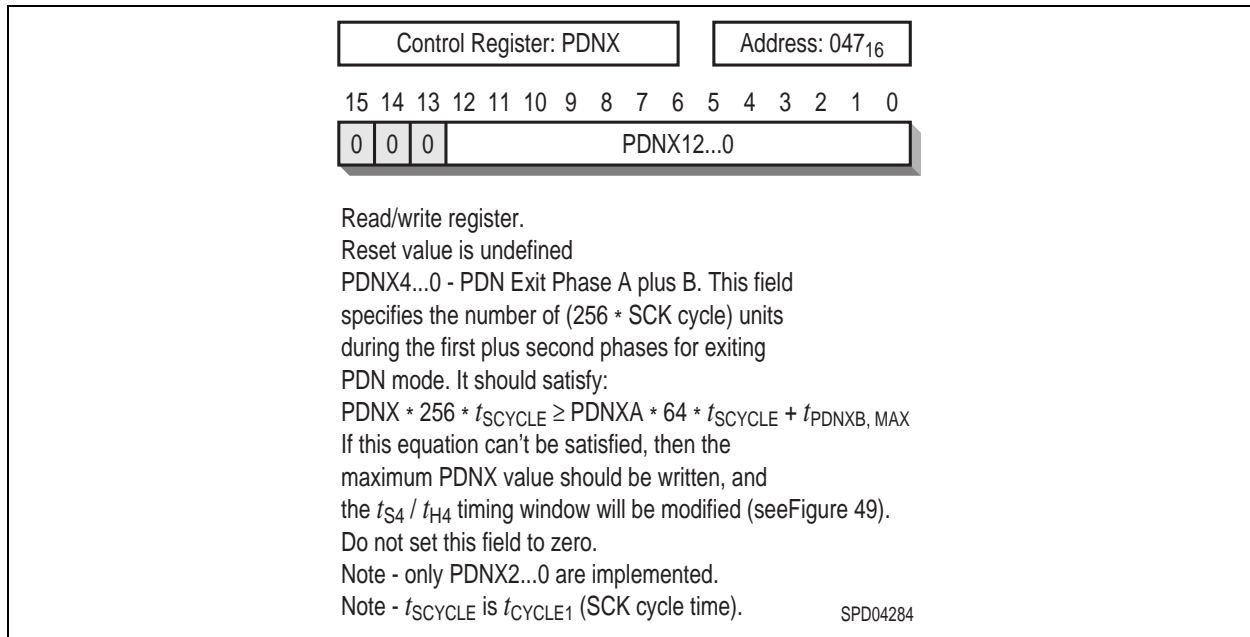 Control Register: PDNX Address: 047₁₆
15 14 13 12 11 10 9 8 7 6 5 4 3 2 1 0
0 0 0 PDNX12...0
Read/write register.
Reset value is undefined
PDNX4...0 - PDN Exit Phase A plus B. This field
specifies the number of (256 * SCK cycle) units
during the first plus second phases for exiting
PDN mode. It should satisfy:
PDNX * 256 * tSCYCLE ≥ PDNXA * 64 * tSCYCLE + tPDNXB, MAX
If this equation can't be satisfied, then the
maximum PDNX value should be written, and
the tS4 / tH4 timing window will be modified (seeFigure 49).
Do not set this field to zero.
Note - only PDNX2...0 are implemented.
Note - tSCYCLE is tCYCLE1 (SCK cycle time).
SPD04284